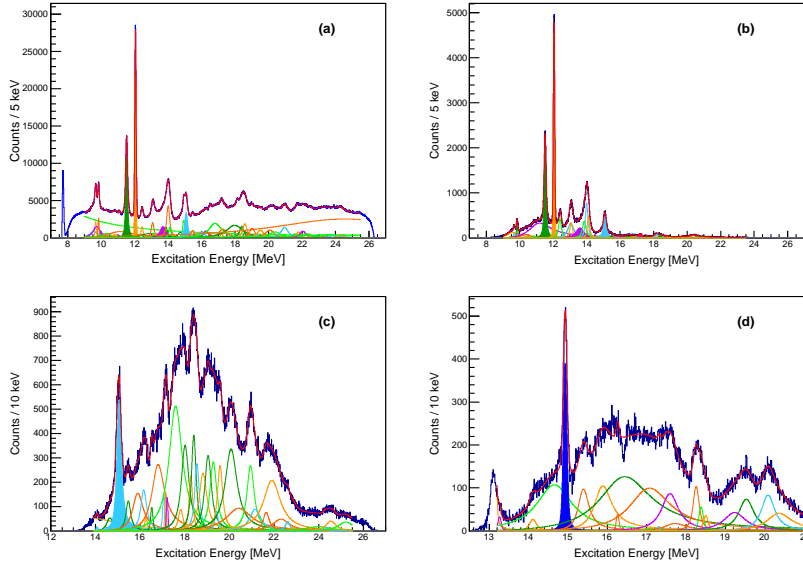 (a)
Counts / 5 keV
30000
25000
20000
15000
10000
5000
0
8 10 12 14 16 18 20 22 24 26
Excitation Energy [MeV]
(b)
Counts / 5 keV
5000
4000
3000
2000
1000
0
8 10 12 14 16 18 20 22 24 26
Excitation Energy [MeV]
(c)
Counts / 10 keV
900
800
700
600
500
400
300
200
100
0
12 14 16 18 20 22 24 26
Excitation Energy [MeV]
(d)
Counts / 10 keV
500
400
300
200
100
0
13 14 15 16 17 18 19 20 21
Excitation Energy [MeV]